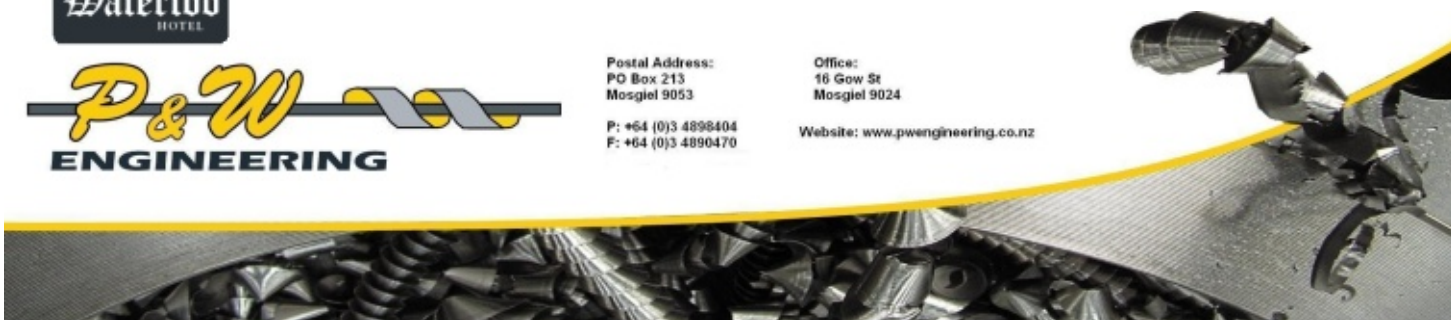 Waterloo
HOTEL
P&W
ENGINEERING
Postal Address:
PO Box 213
Mosgiel 9053
P: +64 (0)3 4898404
F: +64 (0)3 4890470
Office:
16 Gow St
Mosgiel 9024
Website: www.pwengineering.co.nz